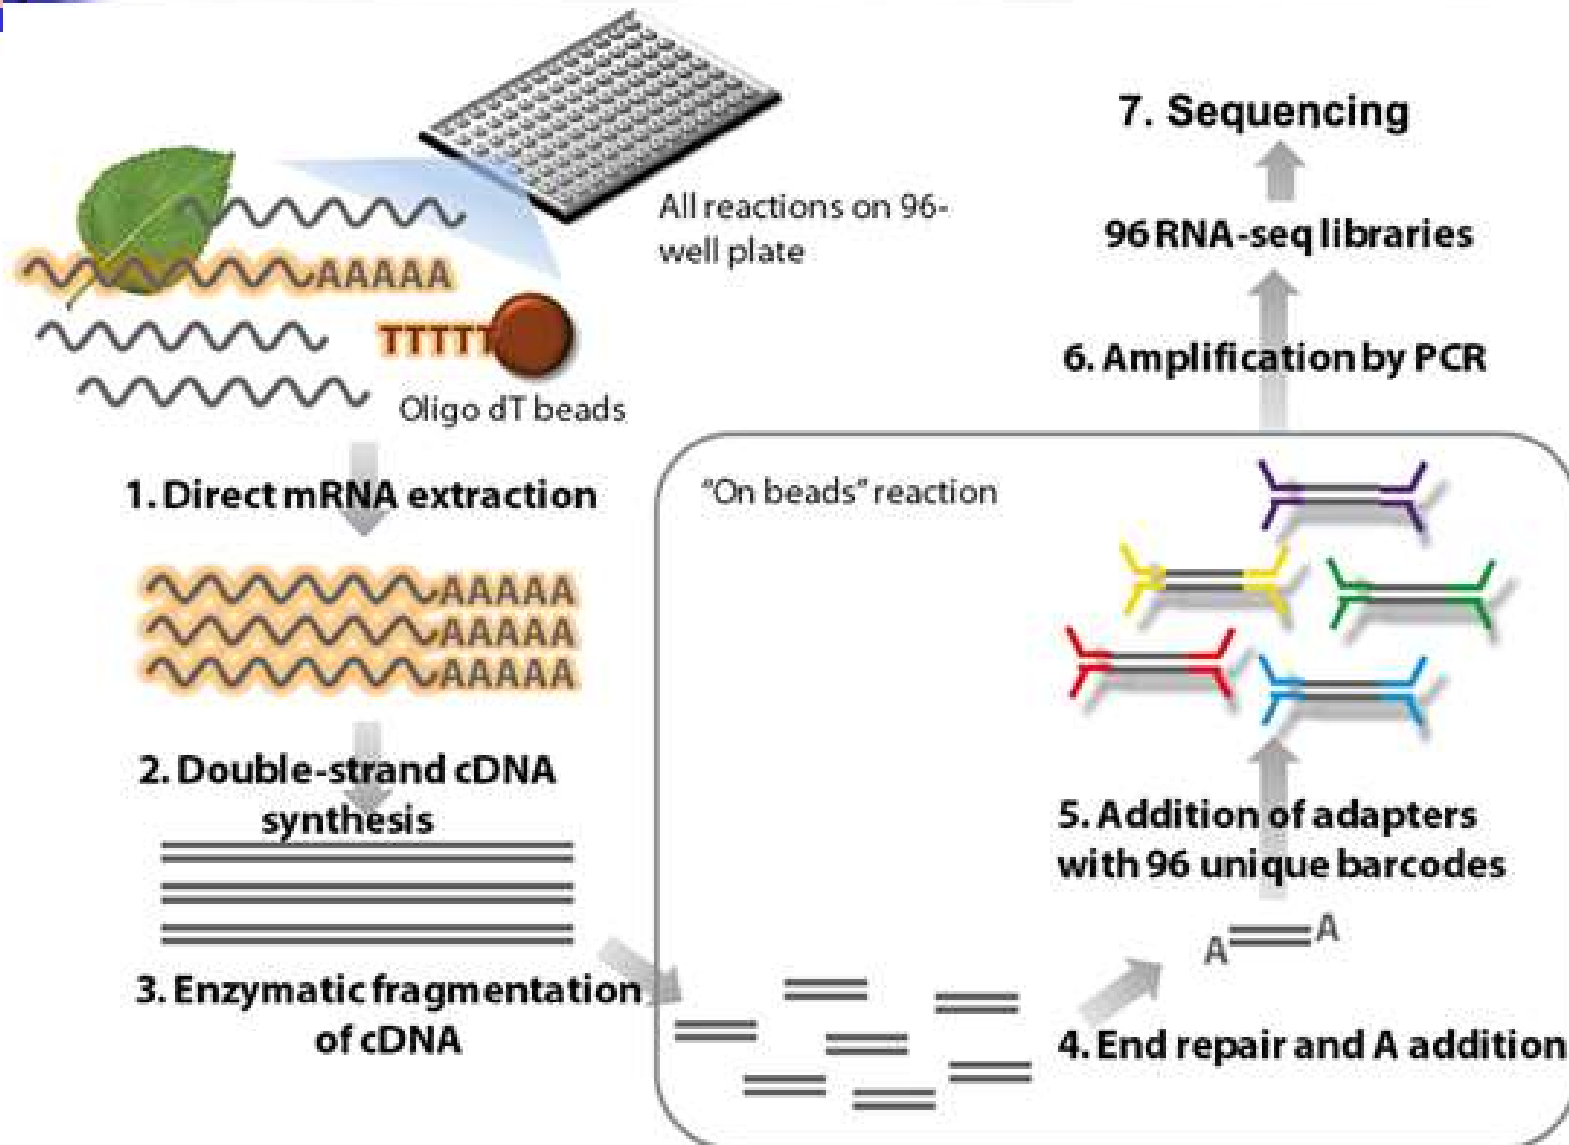 All reactions on 96-
well plate
AAAAA
TTTTT
Oligo dT beads
1. Direct mRNA extraction
AAAAA
AAAAA
AAAAA
2. Double-strand cDNA
synthesis
3. Enzymatic fragmentation
of cDNA
"On beads" reaction
4. End repair and A addition
A
A
5. Addition of adapters
with 96 unique barcodes
6. Amplification by PCR
96 RNA-seq libraries
7. Sequencing